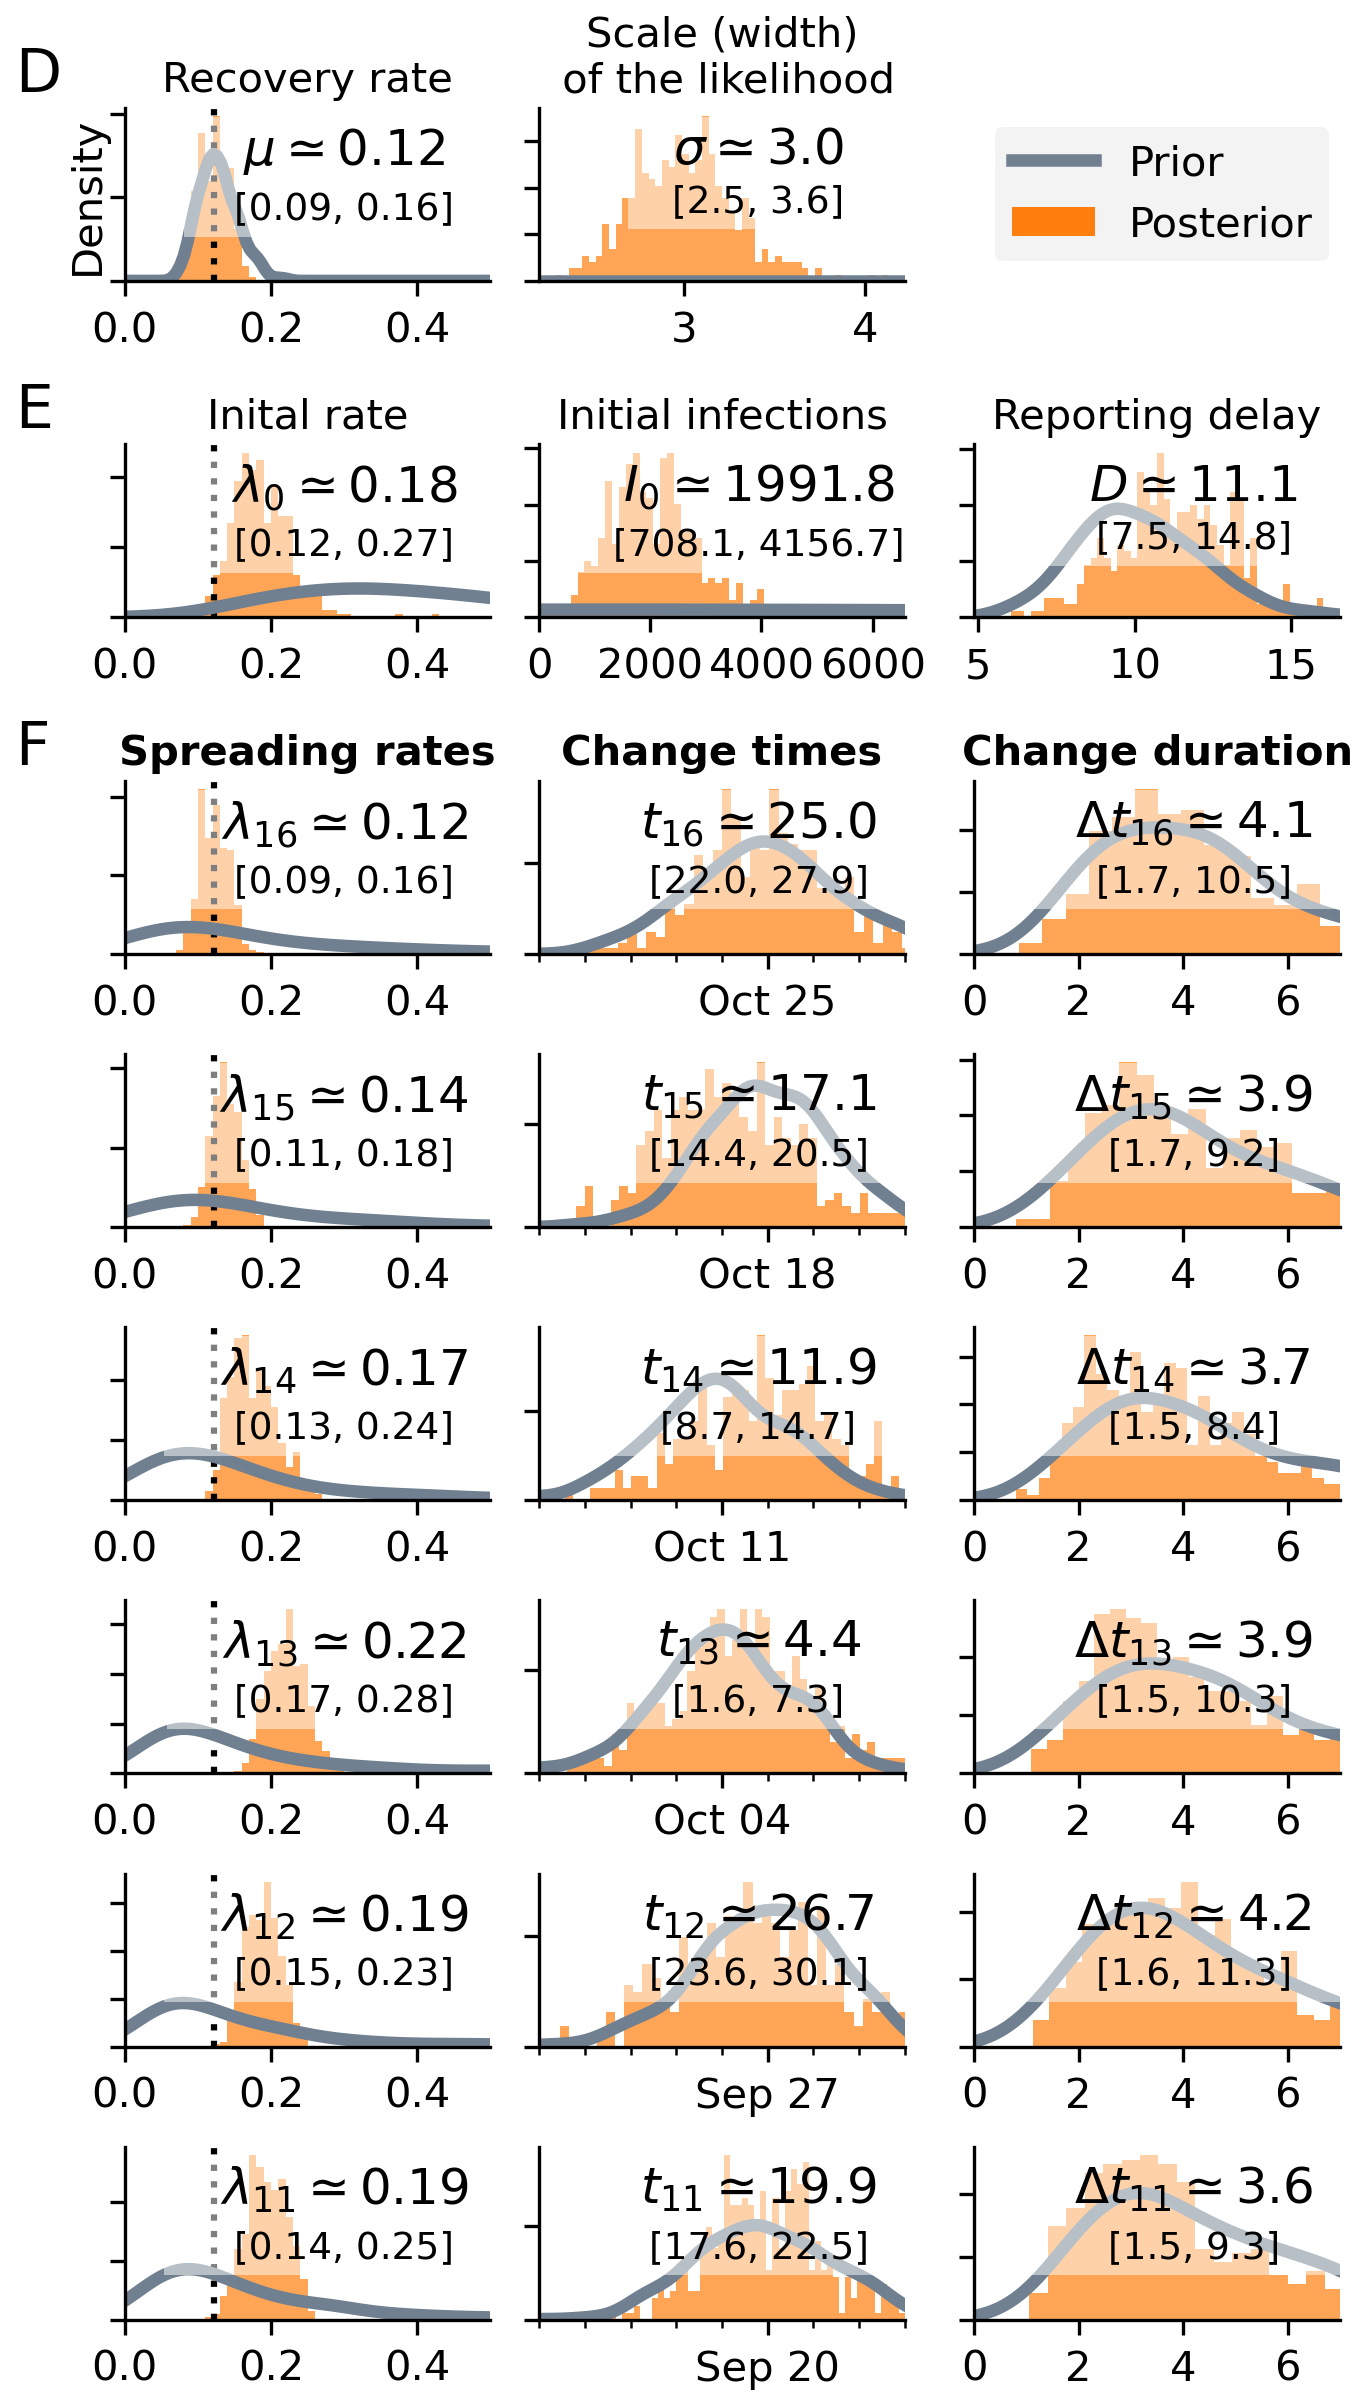 D
Recovery rate
Scale (width)
of the likelihood
Density
μ ≃ 0.12
[0.09, 0.16]
σ ≃ 3.0
[2.5, 3.6]
Prior
Posterior
0.0 0.2 0.4
3 4
E
Inital rate
Initial infections
Reporting delay
λ₀ ≃ 0.18
[0.12, 0.27]
I₀ ≃ 1991.8
[708.1, 4156.7]
D ≃ 11.1
[7.5, 14.8]
0.0 0.2 0.4
0 2000 4000 6000
5 10 15
F
Spreading rates
Change times
Change duration
λ₁₆ ≃ 0.12
[0.09, 0.16]
t₁₆ ≃ 25.0
[22.0, 27.9]
Δt₁₆ ≃ 4.1
[1.7, 10.5]
0.0 0.2 0.4
Oct 25
0 2 4 6
λ₁₅ ≃ 0.14
[0.11, 0.18]
t₁₅ ≃ 17.1
[14.4, 20.5]
Δt₁₅ ≃ 3.9
[1.7, 9.2]
0.0 0.2 0.4
Oct 18
0 2 4 6
λ₁₄ ≃ 0.17
[0.13, 0.24]
t₁₄ ≃ 11.9
[8.7, 14.7]
Δt₁₄ ≃ 3.7
[1.5, 8.4]
0.0 0.2 0.4
Oct 11
0 2 4 6
λ₁₃ ≃ 0.22
[0.17, 0.28]
t₁₃ ≃ 4.4
[1.6, 7.3]
Δt₁₃ ≃ 3.9
[1.5, 10.3]
0.0 0.2 0.4
Oct 04
0 2 4 6
λ₁₂ ≃ 0.19
[0.15, 0.23]
t₁₂ ≃ 26.7
[23.6, 30.1]
Δt₁₂ ≃ 4.2
[1.6, 11.3]
0.0 0.2 0.4
Sep 27
0 2 4 6
λ₁₁ ≃ 0.19
[0.14, 0.25]
t₁₁ ≃ 19.9
[17.6, 22.5]
Δt₁₁ ≃ 3.6
[1.5, 9.3]
0.0 0.2 0.4
Sep 20
0 2 4 6